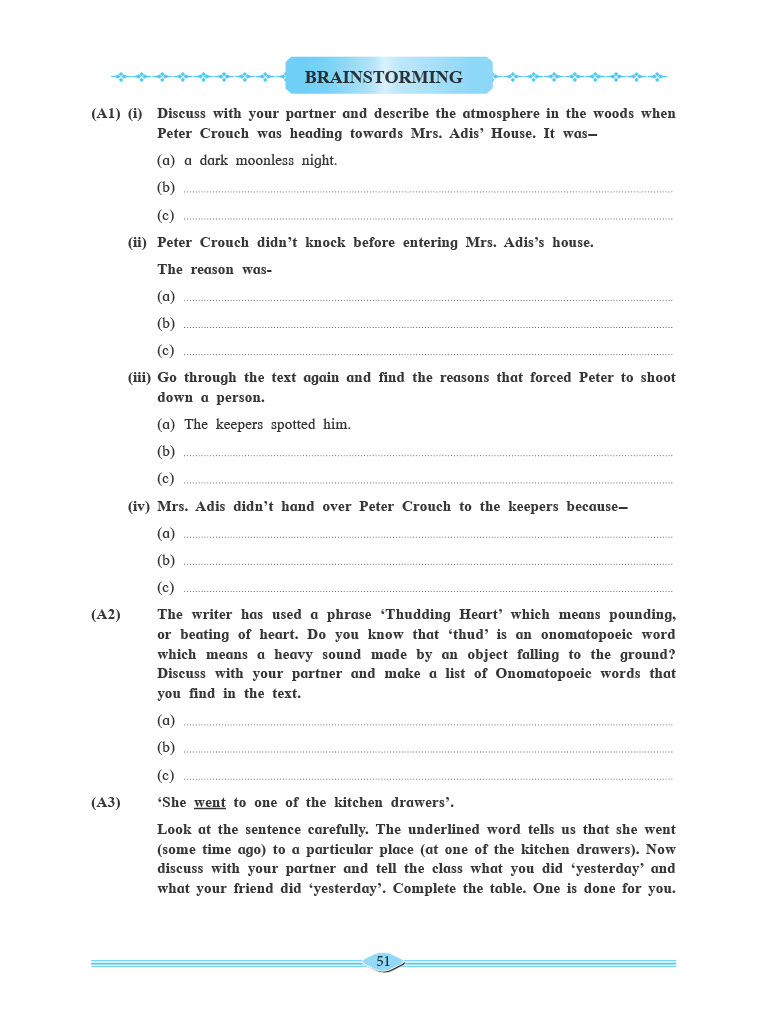 BRAINSTORMING
(A1) (i) Discuss with your partner and describe the atmosphere in the woods when
Peter Crouch was heading towards Mrs. Adis’ House. It was–
(a) a dark moonless night.
(b) ................................................................
(c) ................................................................
(ii) Peter Crouch didn’t knock before entering Mrs. Adis’s house.
The reason was-
(a) ................................................................
(b) ................................................................
(c) ................................................................
(iii) Go through the text again and find the reasons that forced Peter to shoot
down a person.
(a) The keepers spotted him.
(b) ................................................................
(c) ................................................................
(iv) Mrs. Adis didn’t hand over Peter Crouch to the keepers because–
(a) ................................................................
(b) ................................................................
(c) ................................................................
(A2) The writer has used a phrase ‘Thudding Heart’ which means pounding,
or beating of heart. Do you know that ‘thud’ is an onomatopoeic word
which means a heavy sound made by an object falling to the ground?
Discuss with your partner and make a list of Onomatopoeic words that
you find in the text.
(a) ................................................................
(b) ................................................................
(c) ................................................................
(A3) ‘She went to one of the kitchen drawers’.
Look at the sentence carefully. The underlined word tells us that she went
(some time ago) to a particular place (at one of the kitchen drawers). Now
discuss with your partner and tell the class what you did ‘yesterday’ and
what your friend did ‘yesterday’. Complete the table. One is done for you.
51